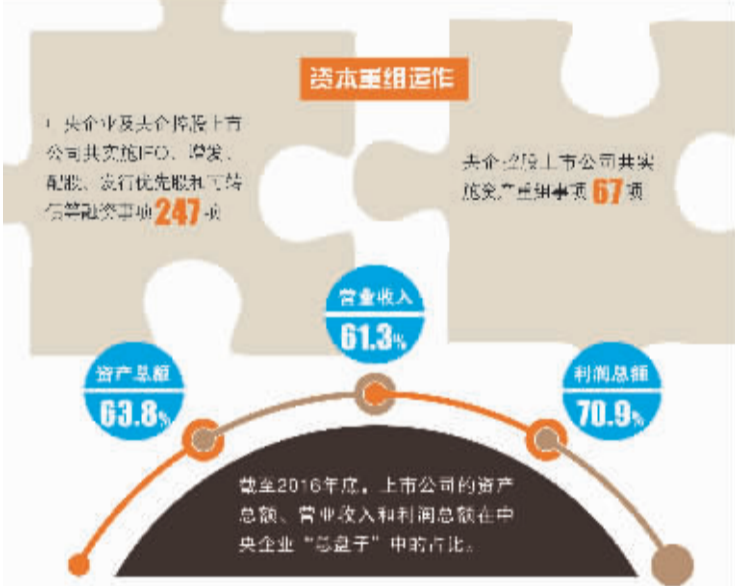 资本重组运作
中央企业及央企控股上市
公司共实施IPO、增发、
配股、发行优先股和可转
债等融资事项247项
央企控股上市公司共实
施资产重组事项67项
营业收入
61.3%
资产总额
63.8%
利润总额
70.9%
截至2016年底，上市公司的资产
总额、营业收入和利润总额在中
央企业“总盘子”中的占比。